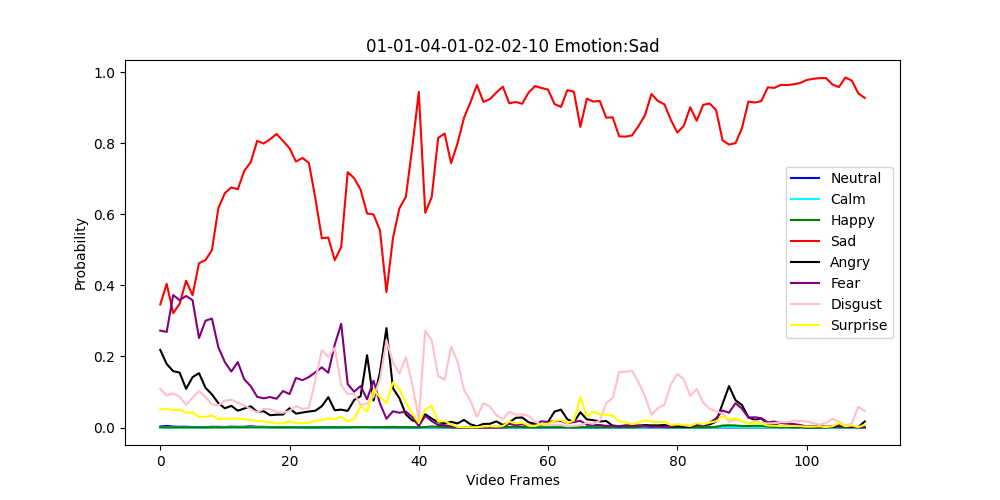 01-01-04-01-02-02-10 Emotion:Sad
Probability
1.0
0.8
0.6
0.4
0.2
0.0
Neutral
Calm
Happy
Sad
Angry
Fear
Disgust
Surprise
0 20 40 60 80 100
Video Frames